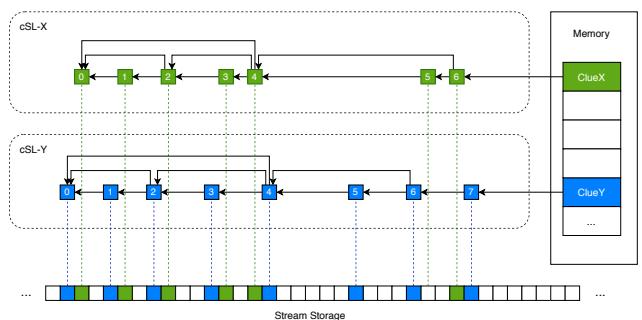 cSL-X
Memory
0 1 2 3 4 5 6
ClueX
cSL-Y
0 1 2 3 4 5 6 7
ClueY
...
... ...
Stream Storage